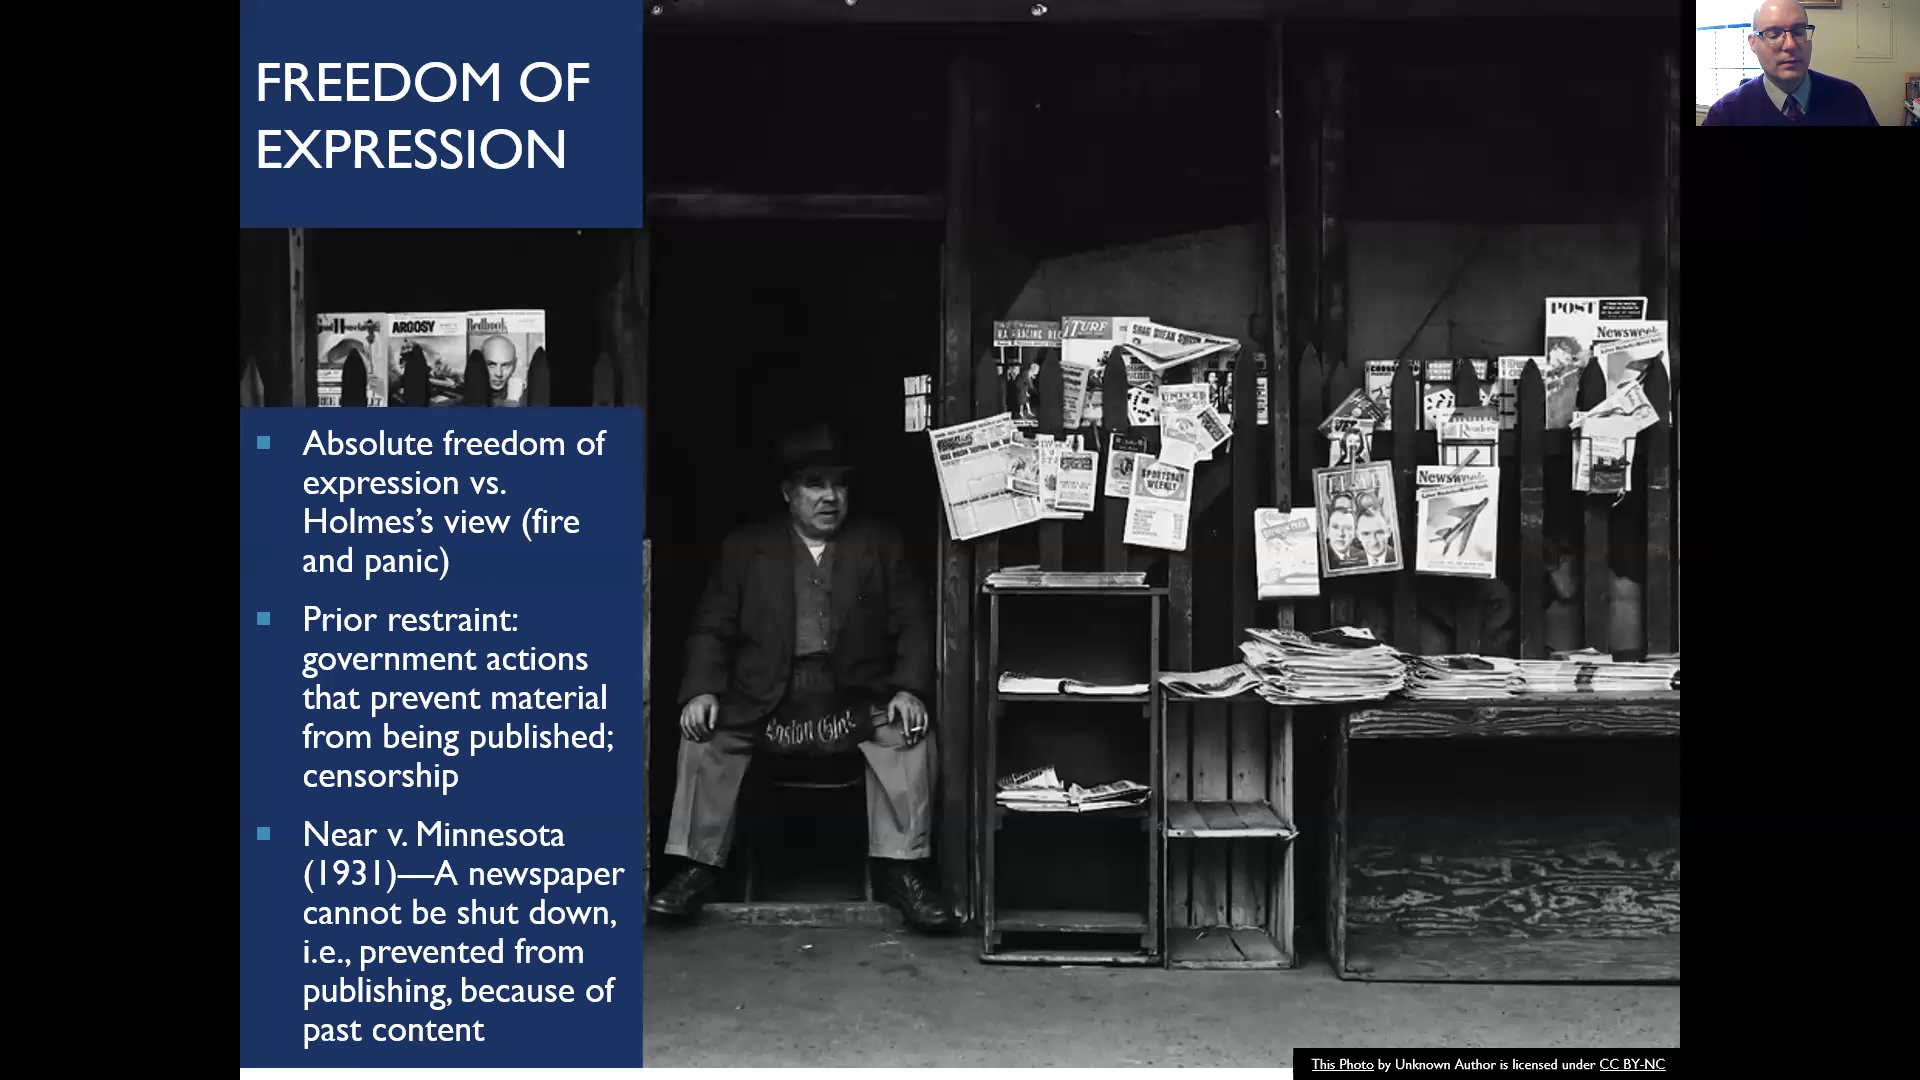 FREEDOM OF
EXPRESSION
ARGOSY
Redbook
TURF
POST
Newsweek
SPORTSMAN
WEEKLY
Newsweek
Boston Globe
Absolute freedom of
expression vs.
Holmes’s view (fire
and panic)
Prior restraint:
government actions
that prevent material
from being published;
censorship
Near v. Minnesota
(1931)—A newspaper
cannot be shut down,
i.e., prevented from
publishing, because of
past content
This Photo by Unknown Author is licensed under CC BY-NC